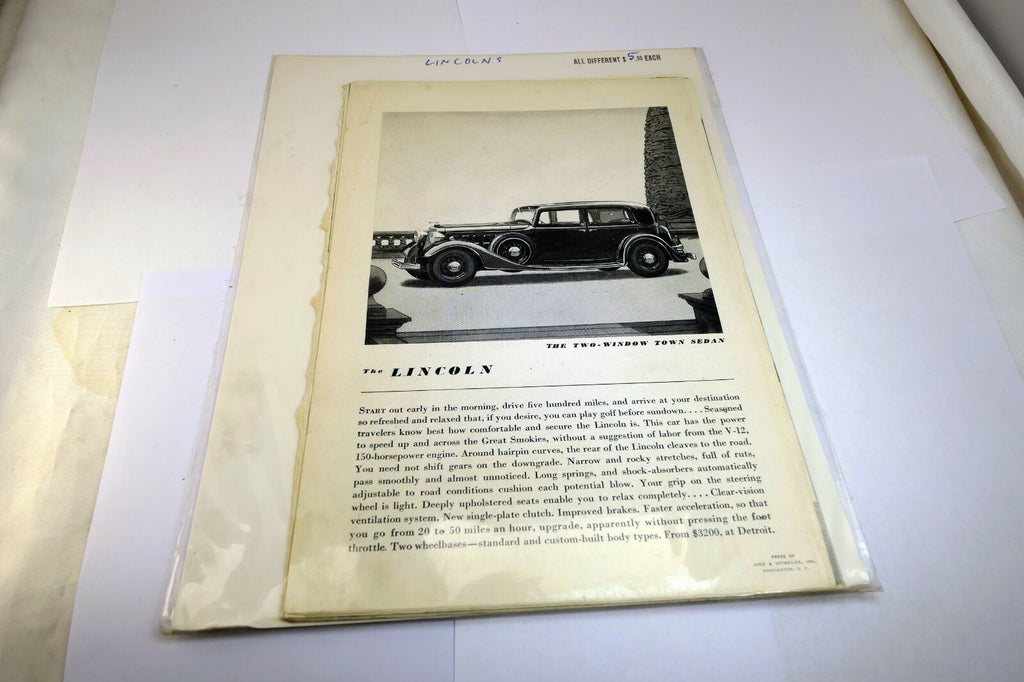 LINCOLNS
ALL DIFFERENT $5.00 EACH
THE TWO-WINDOW TOWN SEDAN
The LINCOLN
START out early in the morning, drive five hundred miles, and arrive at your destination
so refreshed and relaxed that, if you desire, you can play golf before sundown.... Seasoned
travelers know best how comfortable and secure the Lincoln is. This car has the power
to speed up and across the Great Smokies, without a suggestion of labor from the V-12,
150-horsepower engine. Around hairpin curves, the rear of the Lincoln cleaves to the road.
You need not shift gears on the downgrade. Narrow and rocky stretches, full of ruts,
pass smoothly and almost unnoticed. Long springs, and shock-absorbers automatically
adjustable to road conditions cushion each potential blow. Your grip on the steering
wheel is light. Deeply upholstered seats enable you to relax completely.... Clear-vision
ventilation system. New single-plate clutch. Improved brakes. Faster acceleration, so that
you go from 20 to 50 miles an hour, upgrade, apparently without pressing the foot
throttle. Two wheelbases—standard and custom-built body types. From $3200, at Detroit.
PRESS OF
JUDD & DETWEILER, INC.
WASHINGTON, D. C.